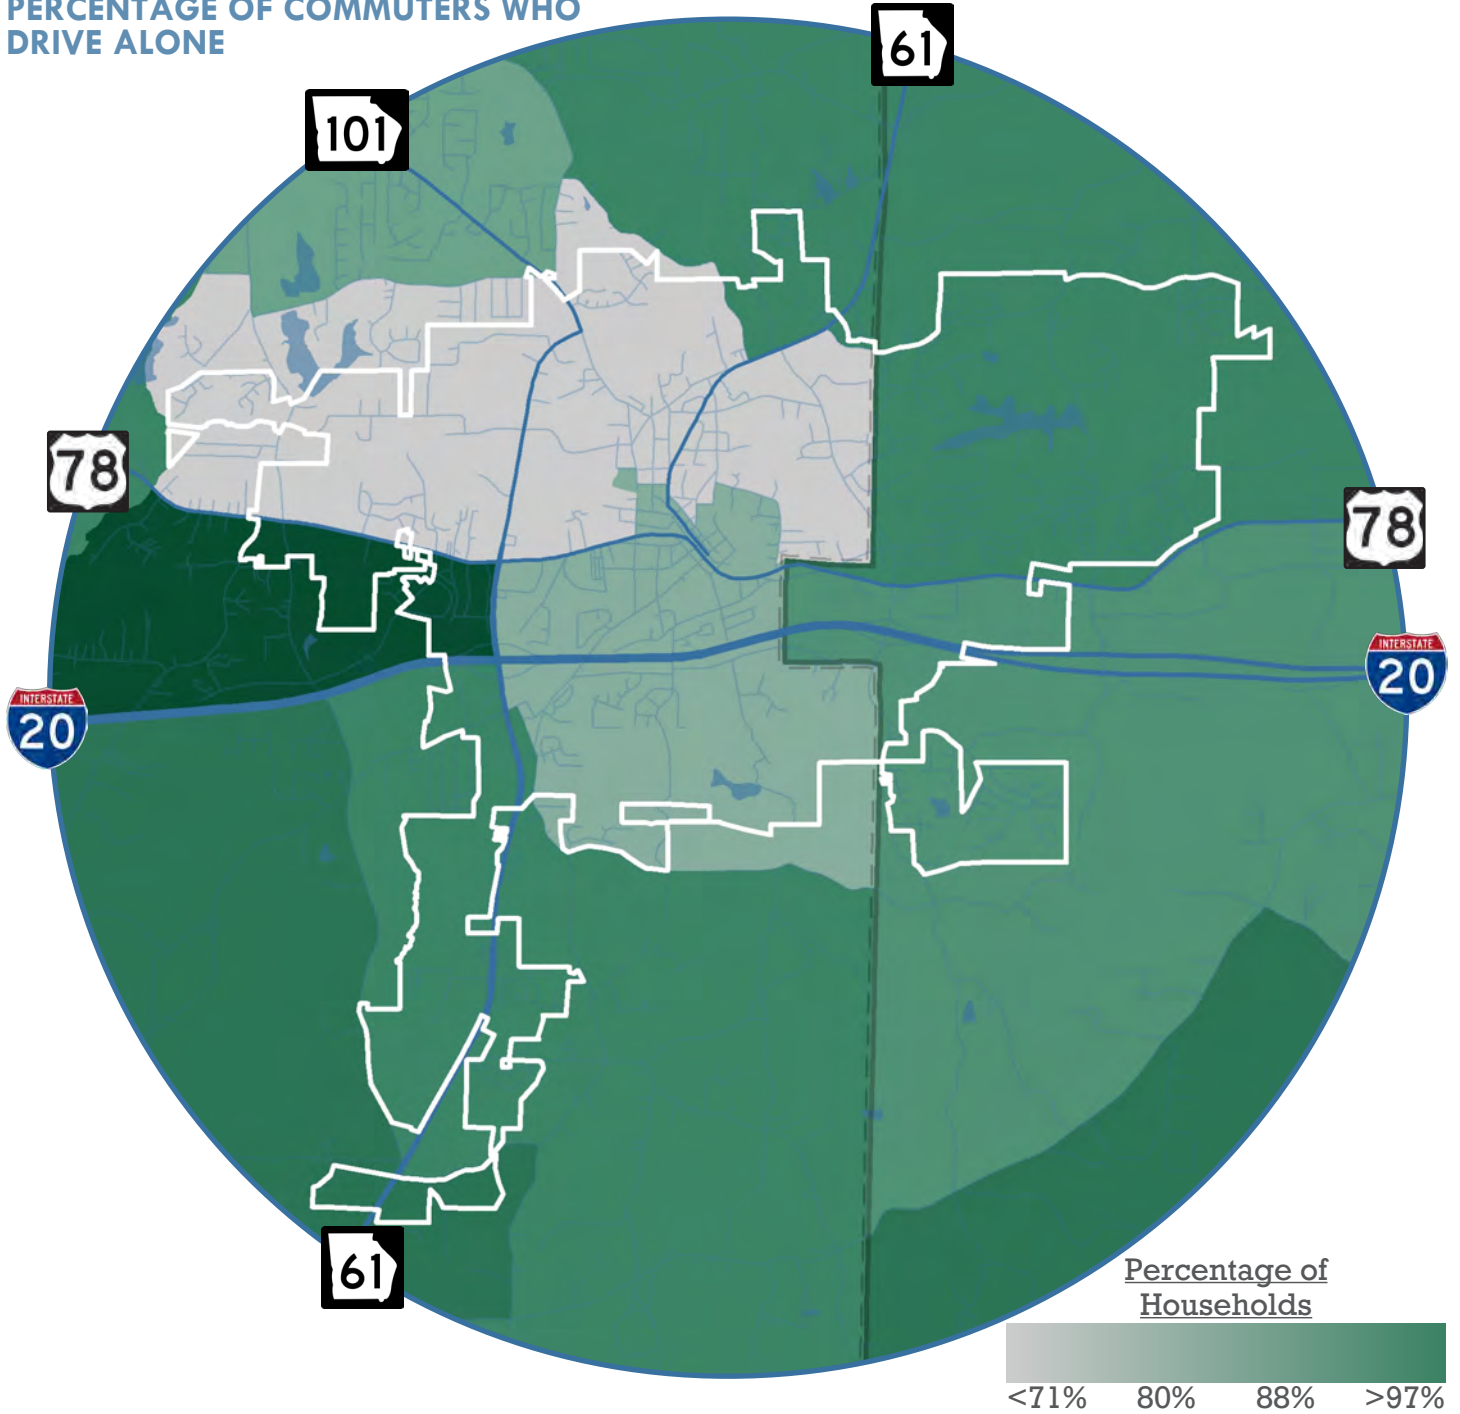 PERCENTAGE OF COMMUTERS WHO
DRIVE ALONE
61
101
78
78
INTERSTATE
20
INTERSTATE
20
61
Percentage of
Households
<71% 80% 88% >97%